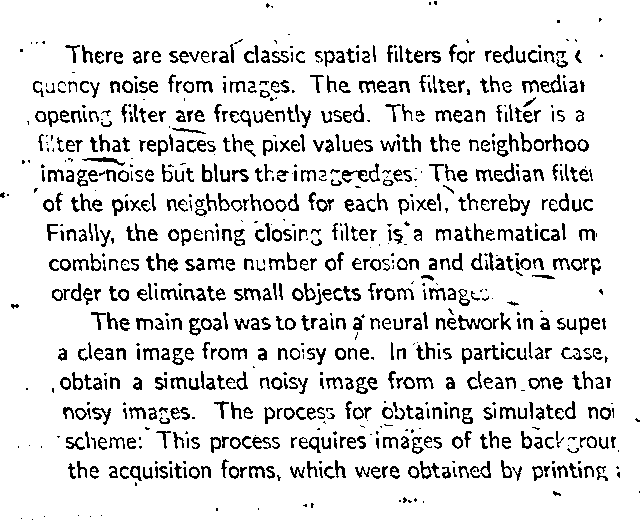 There are several classic spatial filters for reducing
quency noise from images. The mean filter, the media
opening filter are frequently used. The mean filter is a
filter that replaces the pixel values with the neighborhoo
image noise but blurs the image edges. The median filte
of the pixel neighborhood for each pixel, thereby reduc
Finally, the opening closing filter is a mathematical m
combines the same number of erosion and dilation morp
order to eliminate small objects from images.
The main goal was to train a neural network in a super
a clean image from a noisy one. In this particular case,
obtain a simulated noisy image from a clean one that
noisy images. The process for obtaining simulated noi
scheme: This process requires images of the backgroun
the acquisition forms, which were obtained by printing